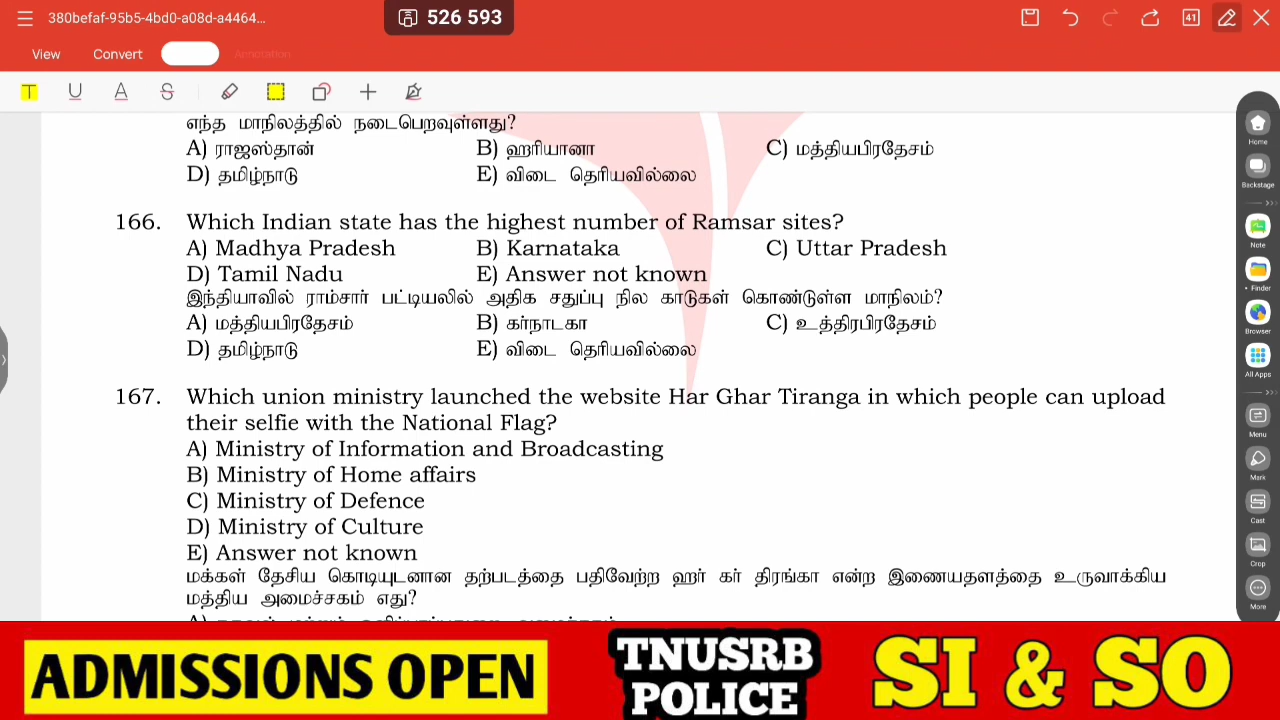 380befaf-95b5-4bd0-a08d-a4464...
526 593
41
View Convert Annotation
T U A S
எந்த மாநிலத்தில் நடைபெறவுள்ளது?
A) ராஜஸ்தான் B) ஹரியானா C) மத்தியபிரதேசம்
D) தமிழ்நாடு E) விடை தெரியவில்லை
166. Which Indian state has the highest number of Ramsar sites?
A) Madhya Pradesh B) Karnataka C) Uttar Pradesh
D) Tamil Nadu E) Answer not known
இந்தியாவில் ராம்சார் பட்டியலில் அதிக சதுப்பு நில காடுகள் கொண்டுள்ள மாநிலம்?
A) மத்தியபிரதேசம் B) கர்நாடகா C) உத்திரபிரதேசம்
D) தமிழ்நாடு E) விடை தெரியவில்லை
167. Which union ministry launched the website Har Ghar Tiranga in which people can upload
their selfie with the National Flag?
A) Ministry of Information and Broadcasting
B) Ministry of Home affairs
C) Ministry of Defence
D) Ministry of Culture
E) Answer not known
மக்கள் தேசிய கொடியுடனான தற்படத்தை பதிவேற்ற ஹர் கர் திரங்கா என்ற இணையதளத்தை உருவாக்கிய
மத்திய அமைச்சகம் எது?
Home
Backstage
Note
Finder
Browser
All Apps
Menu
Mark
Cast
Crop
More
ADMISSIONS OPEN
TNUSRB
POLICE
SI & SO